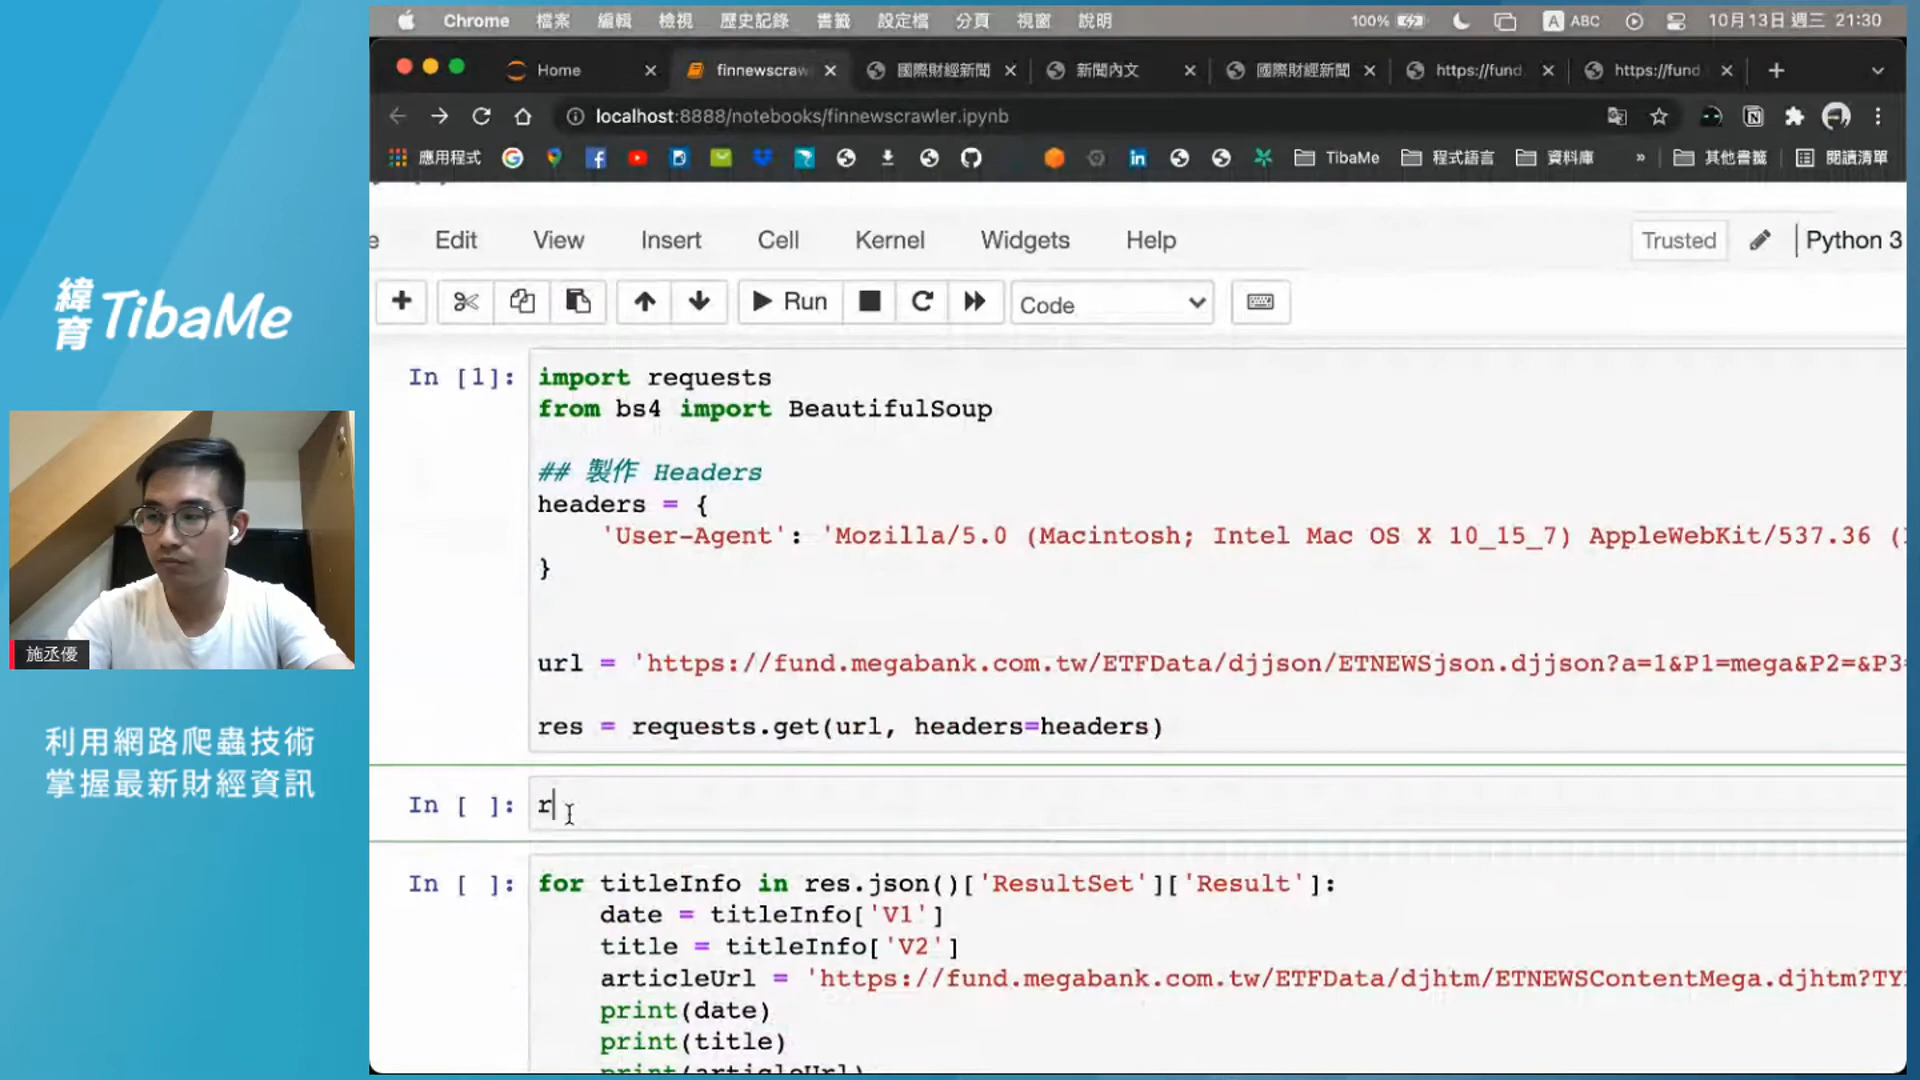 Chrome 檔案 編輯 檢視 歷史記錄 書籤 設定檔 分頁 視窗 說明 100% A ABC 10月13日 週三 21:30
Home finnewscraw 國際財經新聞 新聞內文 國際財經新聞 https://fund. https://fund
localhost:8888/notebooks/finnewscrawler.ipynb
應用程式 TibaMe 程式語言 資料庫 » 其他書籤 閱讀清單
e Edit View Insert Cell Kernel Widgets Help Trusted Python 3
Run Code
緯育 TibaMe
施丞優
利用網路爬蟲技術
掌握最新財經資訊
In [1]: import requests
from bs4 import BeautifulSoup
## 製作 Headers
headers = {
'User-Agent': 'Mozilla/5.0 (Macintosh; Intel Mac OS X 10_15_7) AppleWebKit/537.36 (
}
url = 'https://fund.megabank.com.tw/ETFData/djjson/ETNEWSjson.djjson?a=1&P1=mega&P2=&P3=
res = requests.get(url, headers=headers)
In [ ]: r
In [ ]: for titleInfo in res.json()['ResultSet']['Result']:
date = titleInfo['V1']
title = titleInfo['V2']
articleUrl = 'https://fund.megabank.com.tw/ETFData/djhtm/ETNEWSContentMega.djhtm?TY
print(date)
print(title)
print(articleUrl)